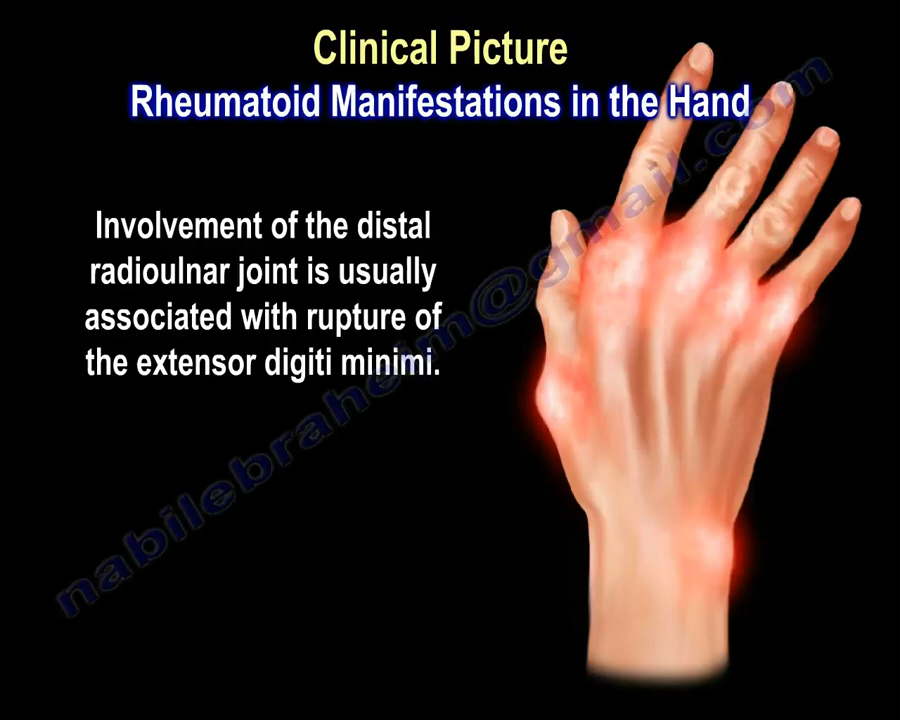 Clinical Picture
Rheumatoid Manifestations in the Hand
Involvement of the distal
radioulnar joint is usually
associated with rupture of
the extensor digiti minimi.
nabilebraheim@gmail.com